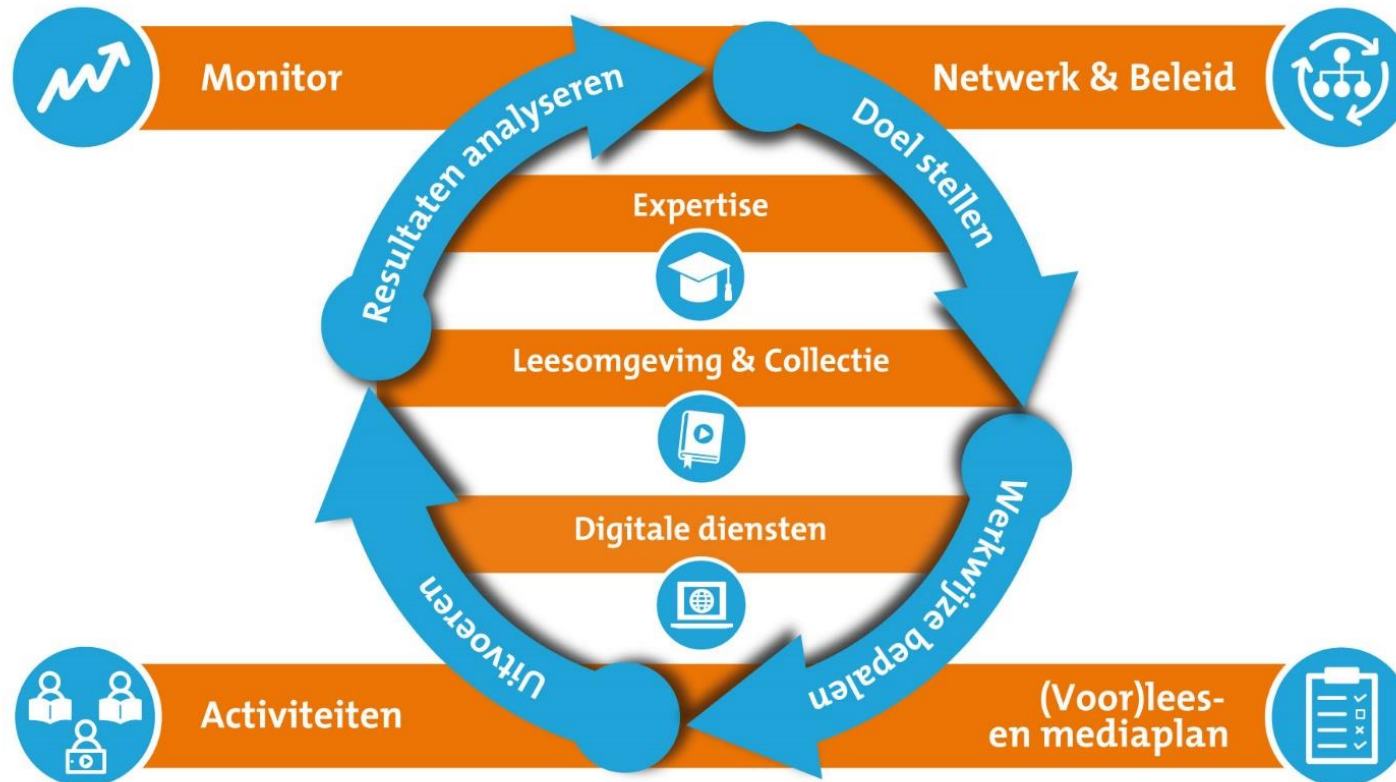 Monitor
Netwerk & Beleid
Resultaten analyseren
Doel stellen
Expertise
Leesomgeving & Collectie
Digitale diensten
Werkwijze bepalen
Uitvoeren
Activiteiten
(Voor)lees-
en mediaplan